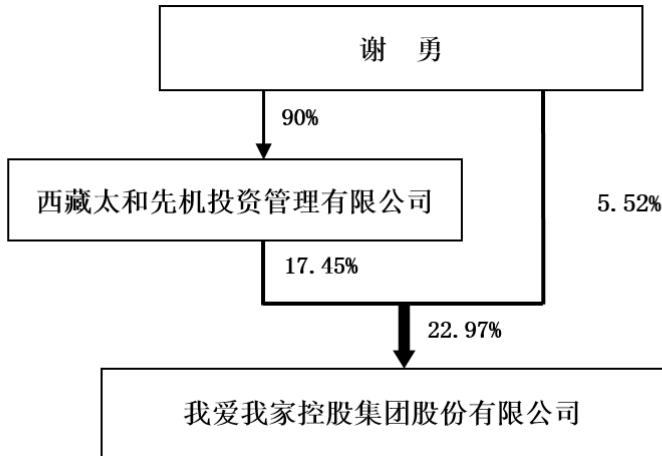 谢 勇
90%
西藏太和先机投资管理有限公司
5.52%
17.45%
22.97%
我爱我家控股集团股份有限公司